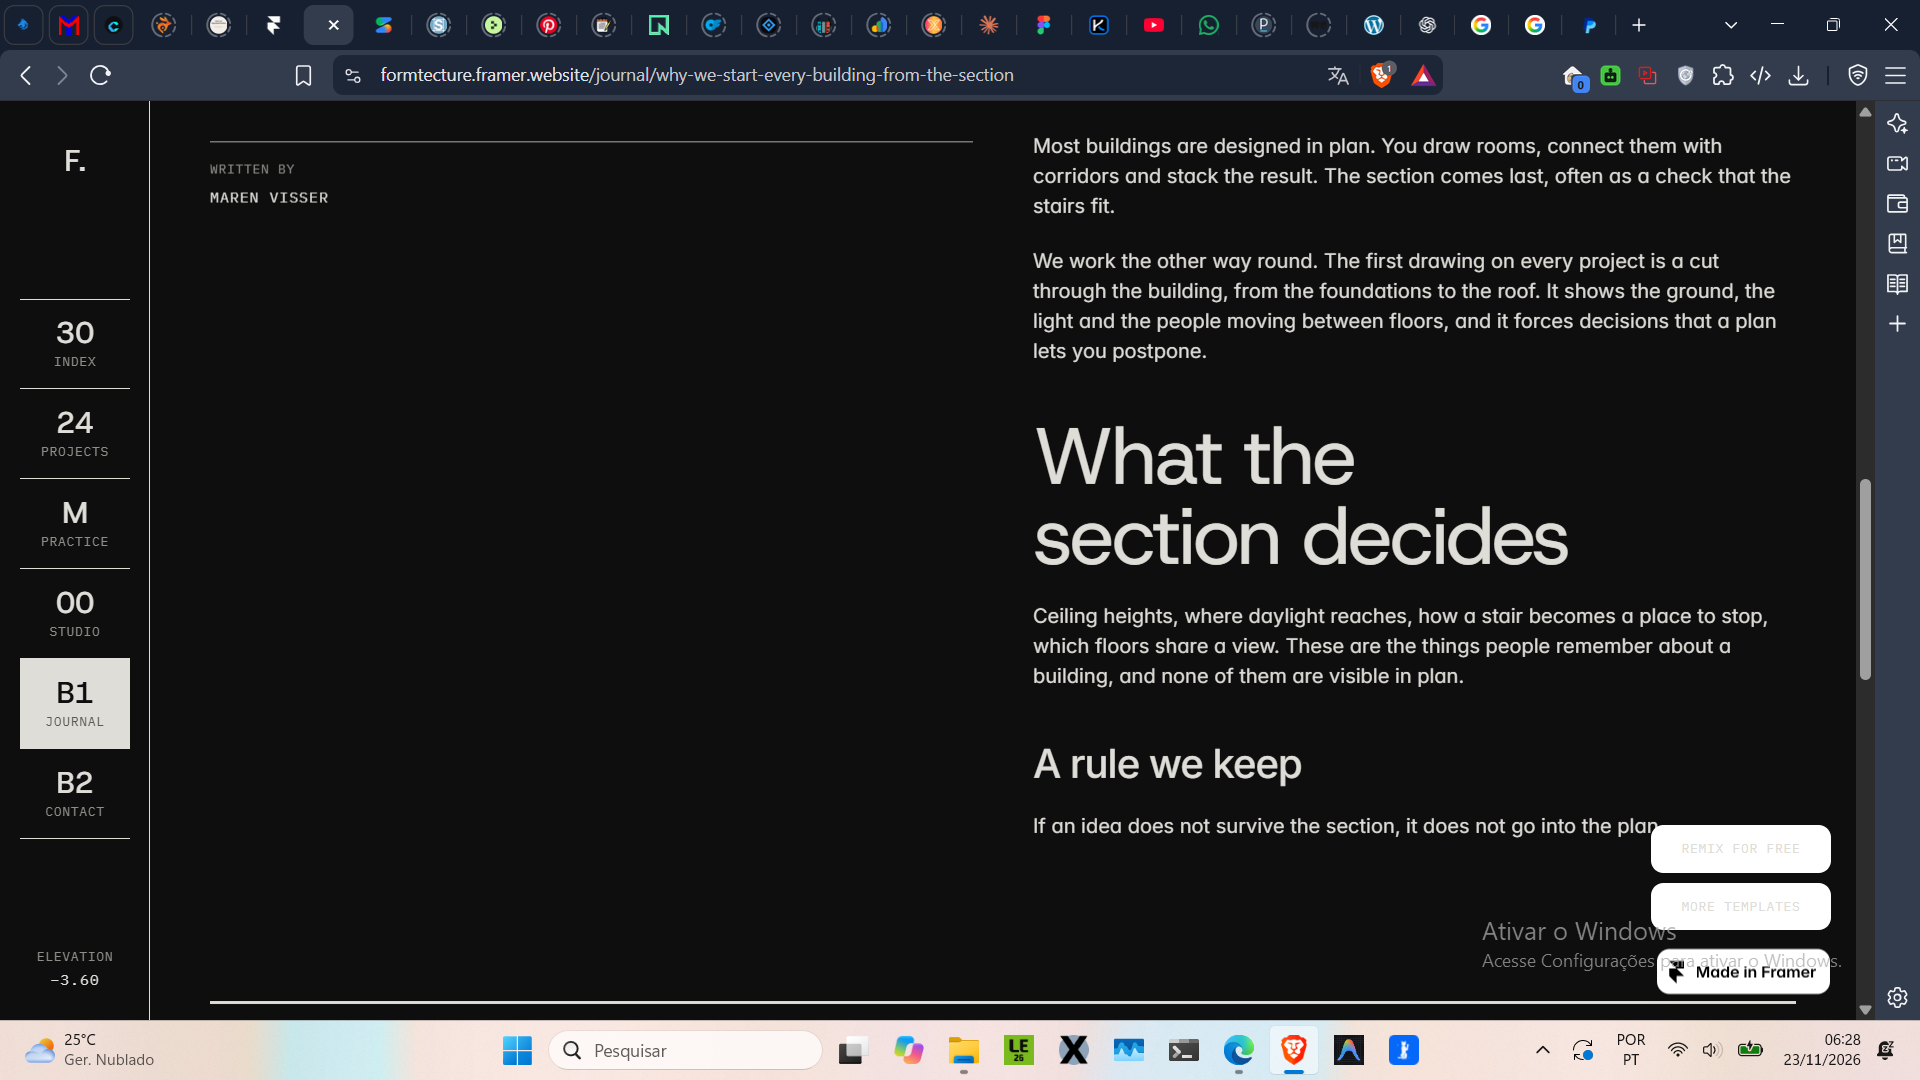 formtecture.framer.website/journal/why-we-start-every-building-from-the-section
F.
30
INDEX
24
PROJECTS
M
PRACTICE
00
STUDIO
B1
JOURNAL
B2
CONTACT
ELEVATION
-3.60
WRITTEN BY
MAREN VISSER
Most buildings are designed in plan. You draw rooms, connect them with
corridors and stack the result. The section comes last, often as a check that the
stairs fit.
We work the other way round. The first drawing on every project is a cut
through the building, from the foundations to the roof. It shows the ground, the
light and the people moving between floors, and it forces decisions that a plan
lets you postpone.
What the
section decides
Ceiling heights, where daylight reaches, how a stair becomes a place to stop,
which floors share a view. These are the things people remember about a
building, and none of them are visible in plan.
A rule we keep
If an idea does not survive the section, it does not go into the plan
REMIX FOR FREE
MORE TEMPLATES
Ativar o Windows
Acesse Configurações para ativar o Windows.
Made in Framer
25°C
Ger. Nublado
Pesquisar
POR
PT
06:28
23/11/2026